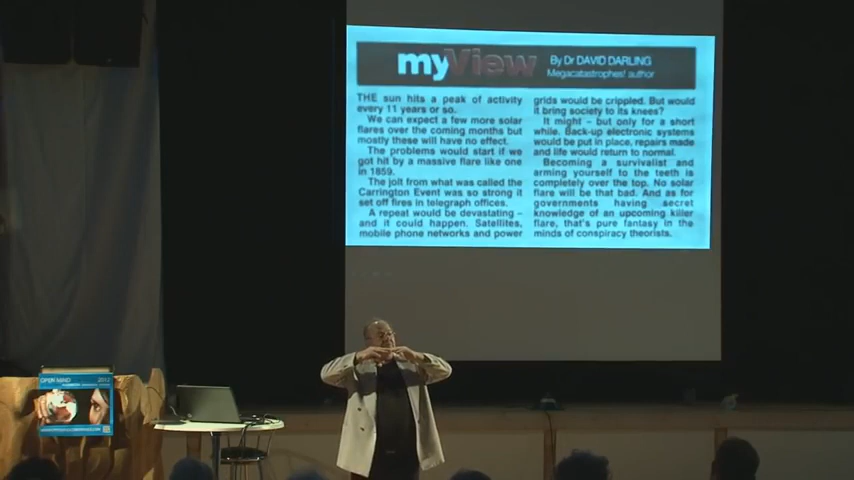 myView
By Dr DAVID DARLING
Megacatastrophes! author
THE sun hits a peak of activity
every 11 years or so.
We can expect a few more solar
flares over the coming months but
mostly these will have no effect.
The problems would start if we
got hit by a massive flare like one
in 1859.
The jolt from what was called the
Carrington Event was so strong it
set off fires in telegraph offices.
A repeat would be devastating –
and it could happen. Satellites,
mobile phone networks and power
grids would be crippled. But would
it bring society to its knees?
It might – but only for a short
while. Back-up electronic systems
would be put in place, repairs made
and life would return to normal.
Becoming a survivalist and
arming yourself to the teeth is
completely over the top. No solar
flare will be that bad. And as for
governments having secret
knowledge of an upcoming killer
flare, that's pure fantasy in the
minds of conspiracy theorists.
OPEN MIND
2012